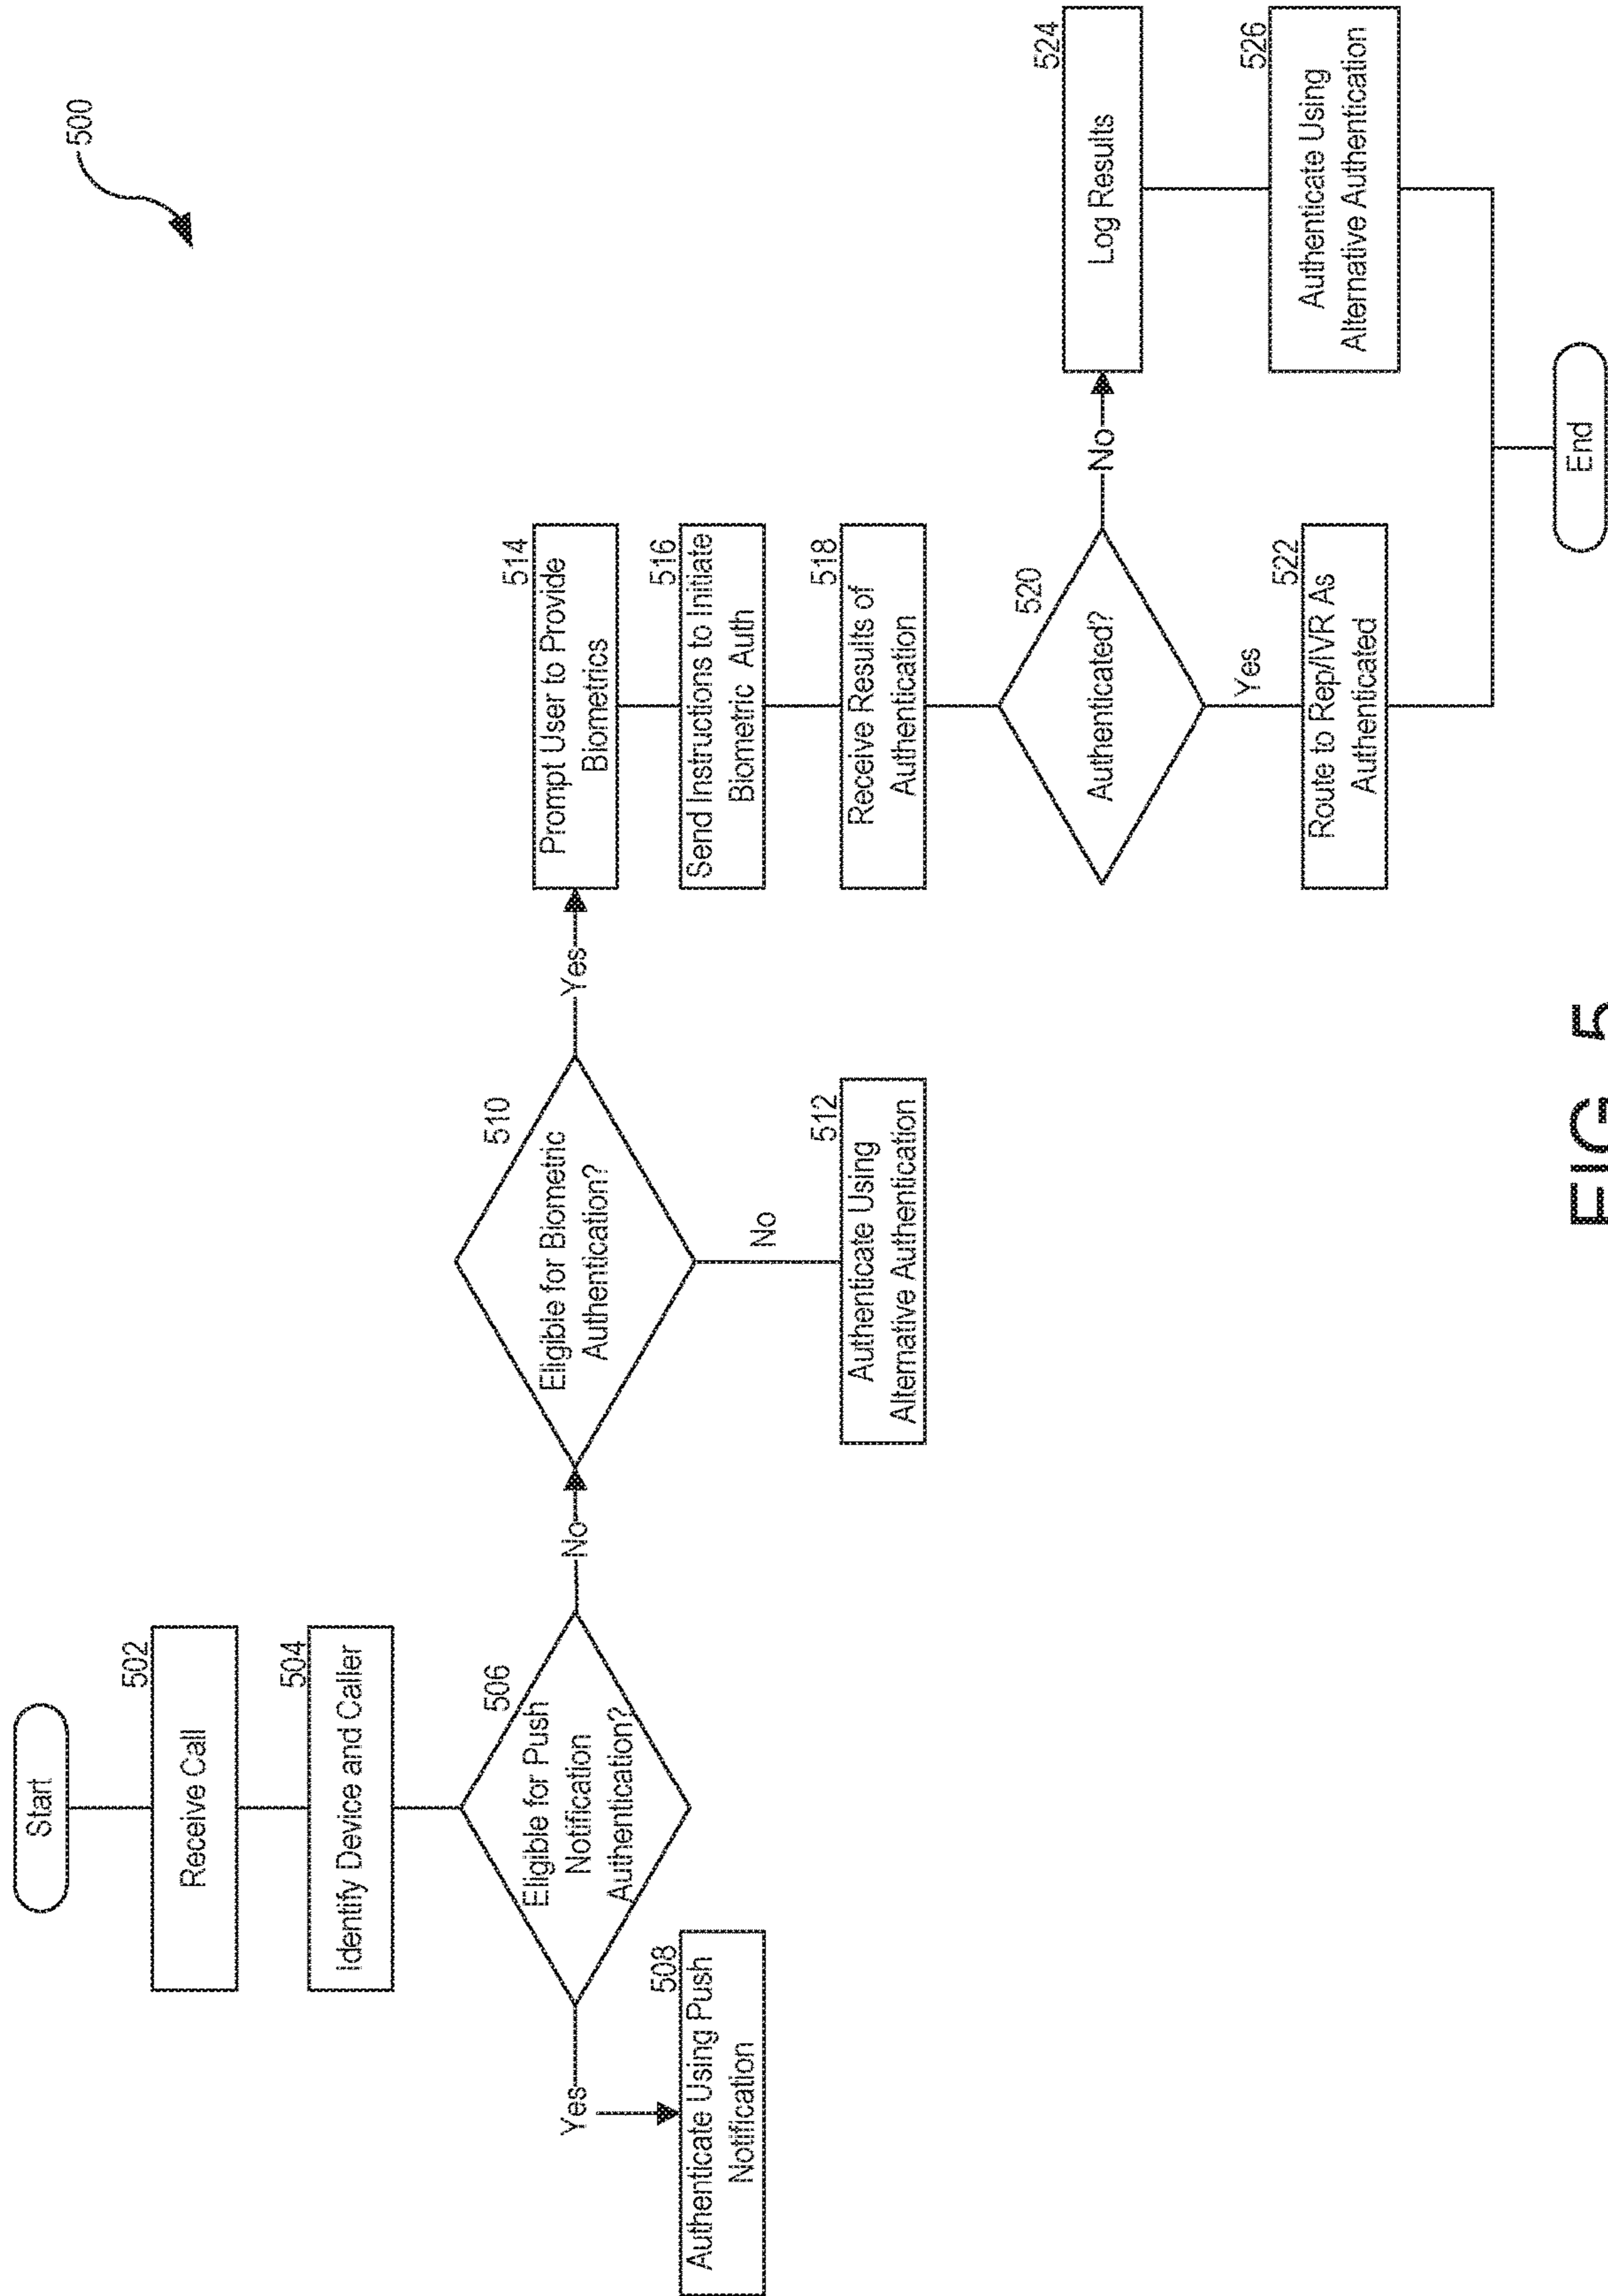 500
Start
502
Receive Call
504
Identify Device and Caller
506
Eligible for Push
Notification
Authentication?
Yes
508
Authenticate Using Push
Notification
No
510
Eligible for Biometric
Authentication?
No
512
Authenticate Using
Alternative Authentication
Yes
514
Prompt User to Provide
Biometrics
516
Send Instructions to Initiate
Biometric Auth
518
Receive Results of
Authentication
520
Authenticated?
Yes
522
Route to Rep/IVR As
Authenticated
No
524
Log Results
526
Authenticate Using
Alternative Authentication
End
FIG. 5